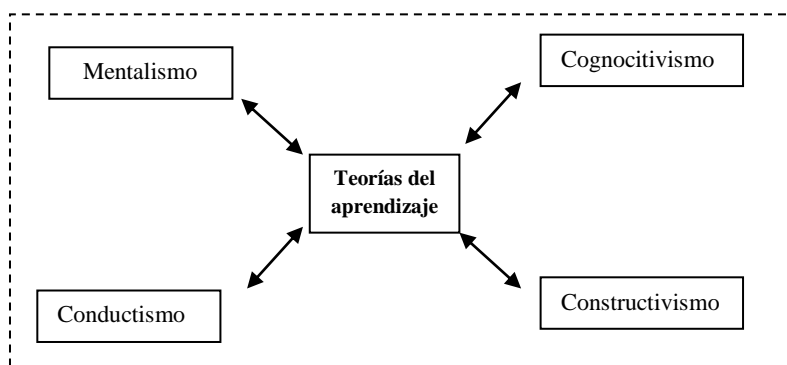 Mentalismo
Cognocitivismo
Teorías del
aprendizaje
Conductismo
Constructivismo